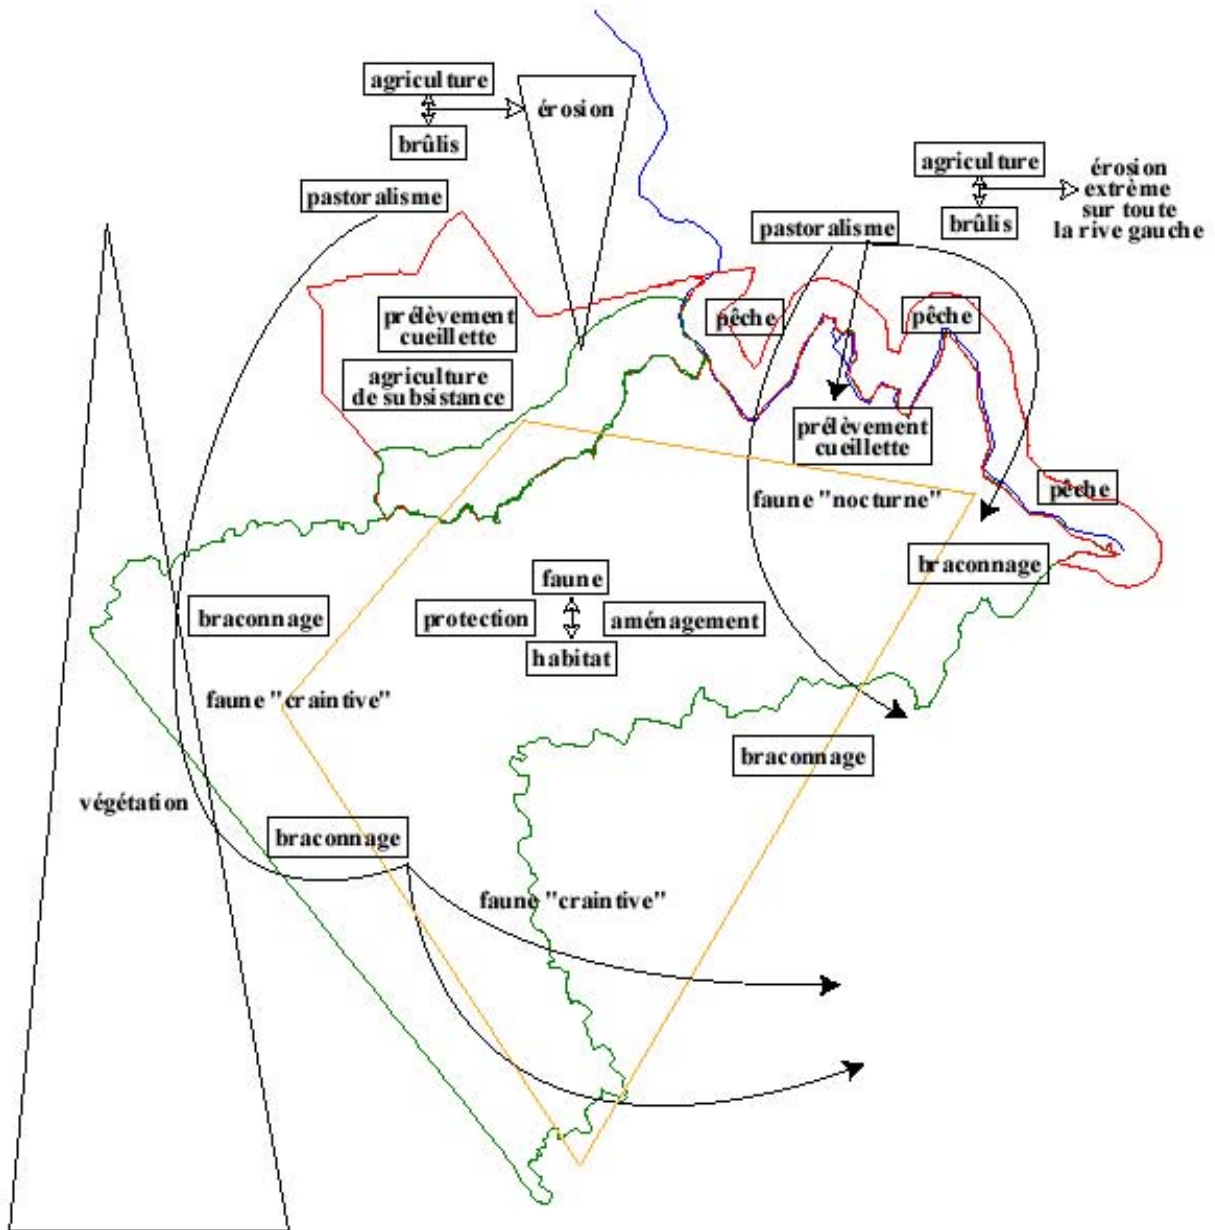 agriculture
érosion
brûlis
agriculture
érosion
extrème
sur toute
la rive gauche
brûlis
pastoralisme
pastoralisme
prélèvement
cueillette
pêche
pêche
agriculture
de subsistance
prélèvement
cueillette
faune "nocturne"
pêche
braconnage
faune
braconnage
protection
aménagement
habitat
faune "craintive"
braconnage
végétation
braconnage
faune "craintive"